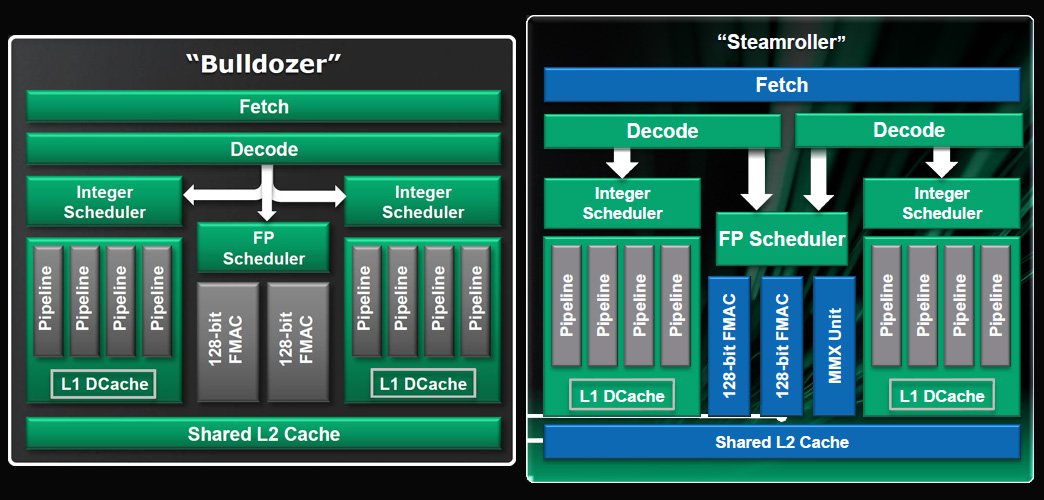 “Bulldozer”
Fetch
Decode
Integer
Scheduler
FP
Scheduler
Integer
Scheduler
Pipeline
Pipeline
Pipeline
Pipeline
128-bit
FMAC
128-bit
FMAC
Pipeline
Pipeline
Pipeline
Pipeline
L1 DCache
L1 DCache
Shared L2 Cache
“Steamroller”
Fetch
Decode
Decode
Integer
Scheduler
FP Scheduler
Integer
Scheduler
Pipeline
Pipeline
Pipeline
Pipeline
128-bit FMAC
128-bit FMAC
MMX Unit
Pipeline
Pipeline
Pipeline
Pipeline
L1 DCache
L1 DCache
Shared L2 Cache